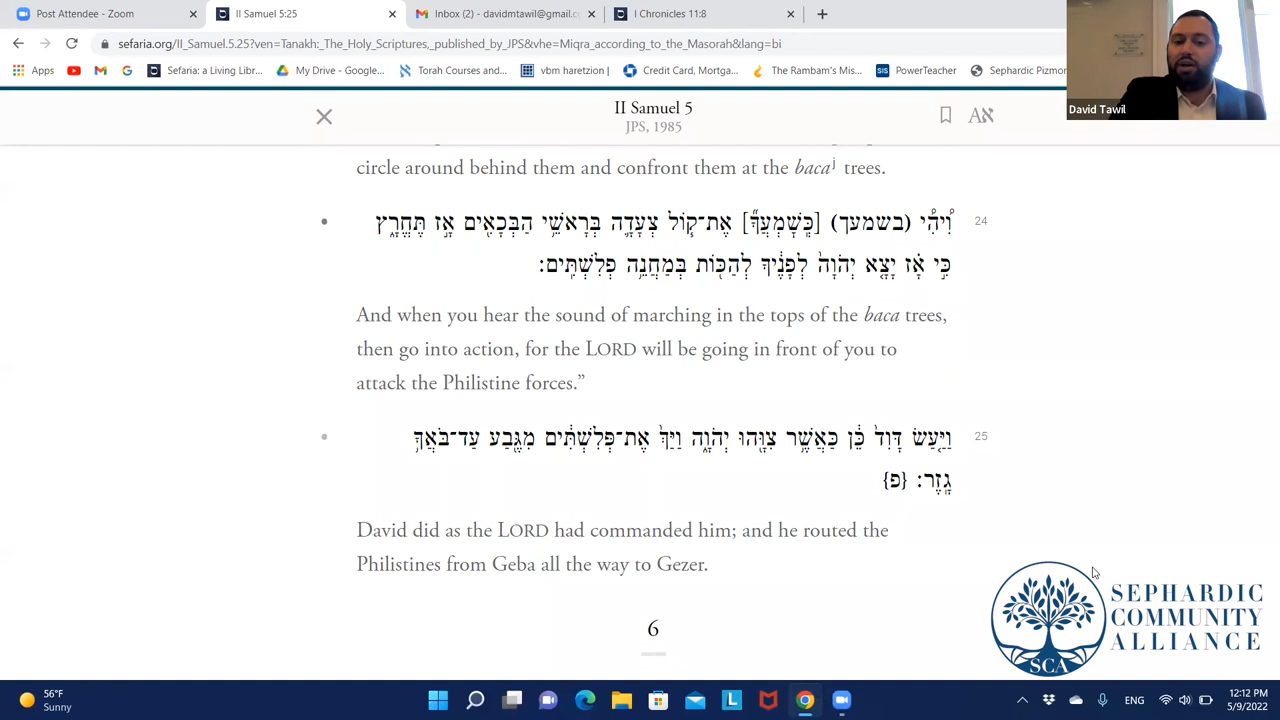 Post Attendee - Zoom
II Samuel 5:25
Inbox (2) - davidmtawil@gmail.c
I Chronicles 11:8
sefaria.org/II_Samuel.5.25?ven=Tanakh:_The_Holy_Scriptures,_published_by_JPS&vhe=Miqra_according_to_the_Masorah&lang=bi
Apps
Sefaria: a Living Libr...
My Drive - Google...
Torah Courses and...
vbm haretzion
Credit Card, Mortga...
The Rambam's Mis...
SIS PowerTeacher
Sephardic Pizmor
David Tawil
II Samuel 5
JPS, 1985
circle around behind them and confront them at the baca j trees.
וִ֠יהִ֠י (בשמעך) [כְּֽשׇׁמְעֲךָ֞] אֶת־ק֧וֹל צְעָדָ֛ה בְּרָאשֵׁ֥י הַבְּכָאִ֖ים אָ֣ז תֶּחֱרָ֑ץ 24
כִּ֣י אָ֗ז יָצָ֤א יְהֹוָה֙ לְפָנֶ֔יךָ לְהַכּ֖וֹת בְּמַחֲנֵ֥ה פְלִשְׁתִּֽים׃
And when you hear the sound of marching in the tops of the baca trees,
then go into action, for the LORD will be going in front of you to
attack the Philistine forces.”
וַיַּ֤עַשׂ דָּוִד֙ כֵּ֔ן כַּאֲשֶׁ֥ר צִוָּ֖הוּ יְהֹוָ֑ה וַיַּךְ֙ אֶת־פְּלִשְׁתִּ֔ים מִגֶּ֖בַע עַד־בֹּאֲךָ֥ 25
גָֽזֶר׃ {פ}
David did as the LORD had commanded him; and he routed the
Philistines from Geba all the way to Gezer.
6
SEPHARDIC
COMMUNITY
ALLIANCE
SCA
56°F
Sunny
ENG
12:12 PM
5/9/2022